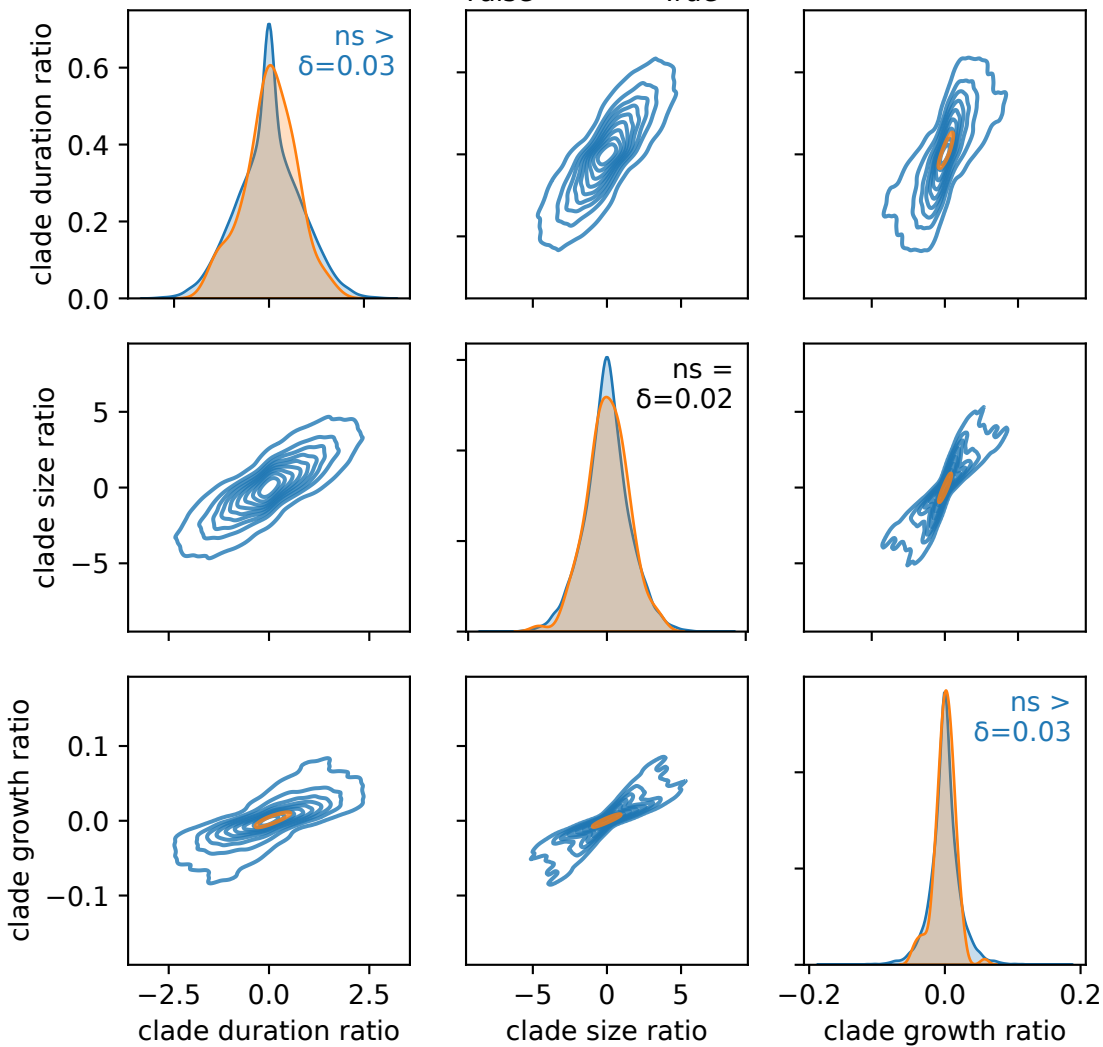 clade duration ratio
0.6
0.4
0.2
0.0
ns >
δ=0.03
clade size ratio
5
0
−5
−5
0
5
ns =
δ=0.02
clade growth ratio
0.1
0.0
−0.1
ns >
δ=0.03
−2.5
0.0
2.5
−5
0
5
−0.2
0.0
0.2
clade duration ratio
clade size ratio
clade growth ratio